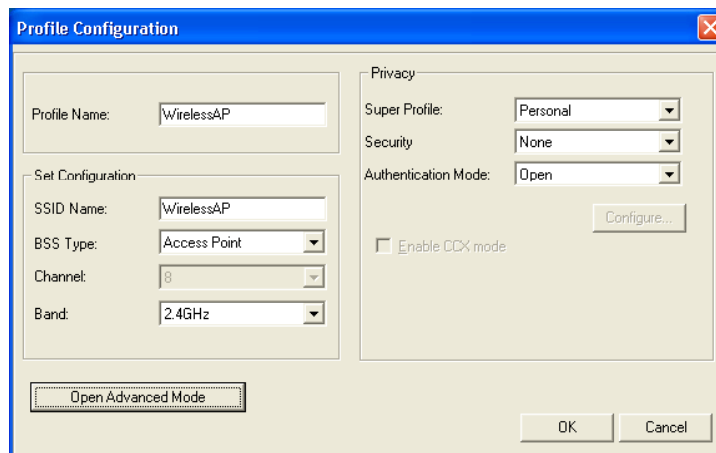 Profile Configuration
Profile Name: WirelessAP
Set Configuration
SSID Name: WirelessAP
BSS Type: Access Point
Channel: 8
Band: 2.4GHz
Open Advanced Mode
Privacy
Super Profile: Personal
Security None
Authentication Mode: Open
Configure...
Enable CCX mode
OK Cancel